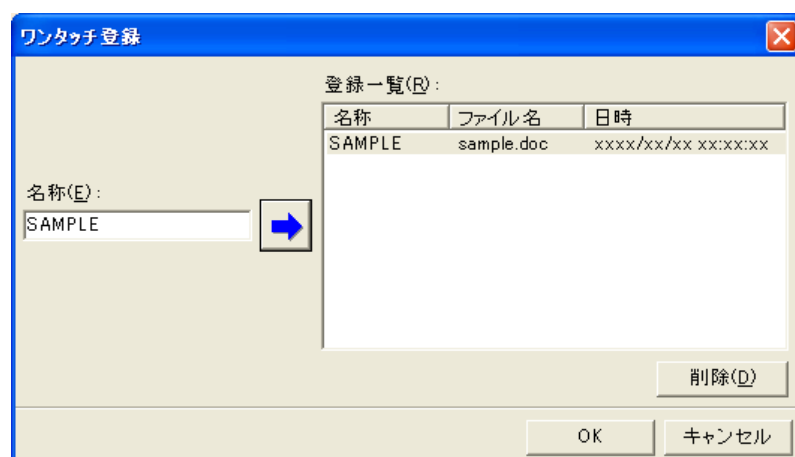 ワンタッチ登録
登録一覧(R):
名称 ファイル名 日時
SAMPLE sample.doc xxxx/xx/xx xx:xx:xx
名称(E):
SAMPLE
削除(D)
OK キャンセル